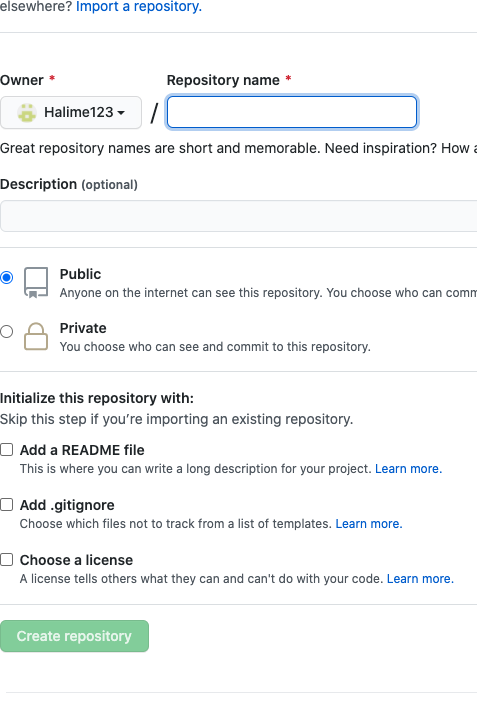 elsewhere? Import a repository.
Owner *
Repository name *
Halime123
/
Great repository names are short and memorable. Need inspiration? How
Description (optional)
Public
Anyone on the internet can see this repository. You choose who can
Private
You choose who can see and commit to this repository.
Initialize this repository with:
Skip this step if you’re importing an existing repository.
Add a README file
This is where you can write a long description for your project. Learn more.
Add .gitignore
Choose which files not to track from a list of templates. Learn more.
Choose a license
A license tells others what they can and can't do with your code. Learn more.
Create repository